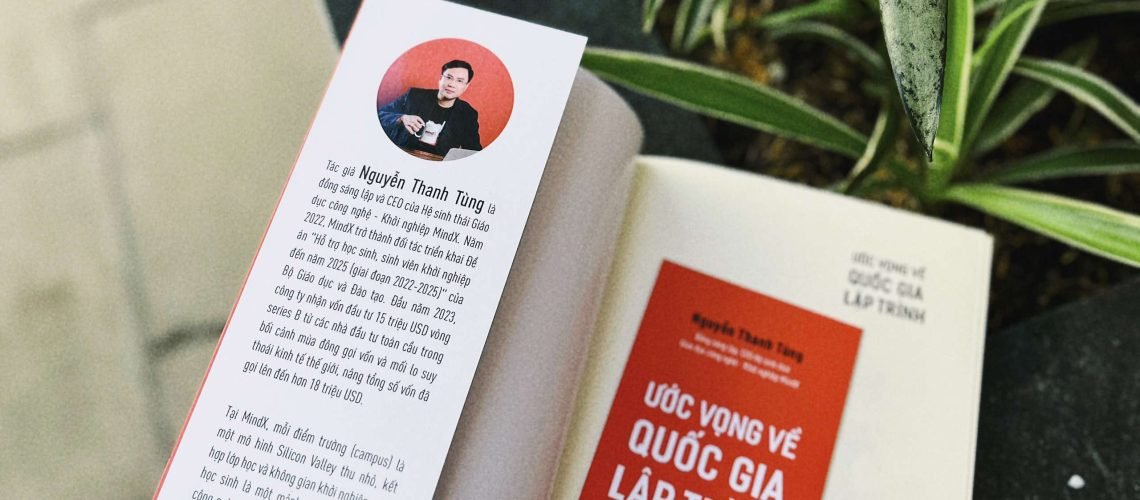 Tác giả Nguyễn Thanh Tùng là
đồng sáng lập và CEO của Hệ sinh thái Giáo
dục công nghệ - Khởi nghiệp MindX. Năm
2022, MindX trở thành đối tác triển khai Đề
án "Hỗ trợ học sinh, sinh viên khởi nghiệp
đến năm 2025 (giai đoạn 2022-2025)" của
Bộ Giáo dục và Đào tạo. Đầu năm 2023,
công ty nhận vốn đầu tư 15 triệu USD vòng
series B từ các nhà đầu tư toàn cầu trong
bối cảnh mùa đông gọi vốn và mối lo suy
thoái kinh tế thế giới, nâng tổng số vốn đã
gọi lên đến hơn 18 triệu USD.
Tại MindX, mỗi điểm trường (campus) là
một mô hình Silicon Valley thu nhỏ, kết
hợp lớp học và không gian khởi nghiệ
học sinh là một mản
ƯỚC VỌNG VỀ
QUỐC GIA
LẬP TRÌNH
Nguyễn Thanh Tùng
ƯỚC VỌNG VỀ
QUỐC GIA
LẬP TRÌNH